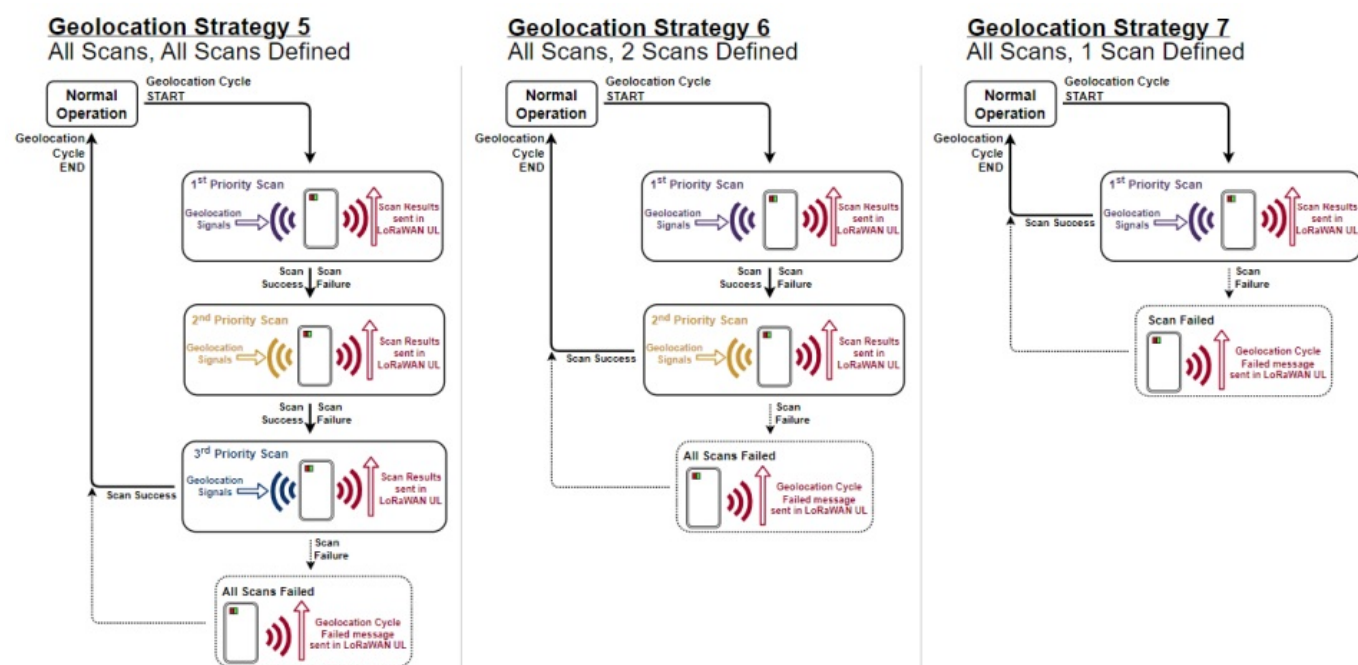 Geolocation Strategy 5
All Scans, All Scans Defined
Normal
Operation
Geolocation Cycle
START
Geolocation
Cycle
END
1st Priority Scan
Geolocation
Signals
Scan Results
sent in
LoRaWAN UL
Scan
Success
Scan
Failure
2nd Priority Scan
Geolocation
Signals
Scan Results
sent in
LoRaWAN UL
Scan
Success
Scan
Failure
3rd Priority Scan
Geolocation
Signals
Scan Results
sent in
LoRaWAN UL
Scan Success
Scan
Failure
All Scans Failed
Geolocation Cycle
Failed message
sent in LoRaWAN UL
Geolocation Strategy 6
All Scans, 2 Scans Defined
Normal
Operation
Geolocation Cycle
START
Geolocation
Cycle
END
1st Priority Scan
Geolocation
Signals
Scan Results
sent in
LoRaWAN UL
Scan
Success
Scan
Failure
2nd Priority Scan
Geolocation
Signals
Scan Results
sent in
LoRaWAN UL
Scan Success
Scan
Failure
All Scans Failed
Geolocation Cycle
Failed message
sent in LoRaWAN UL
Geolocation Strategy 7
All Scans, 1 Scan Defined
Normal
Operation
Geolocation Cycle
START
Geolocation
Cycle
END
1st Priority Scan
Geolocation
Signals
Scan Results
sent in
LoRaWAN UL
Scan Success
Scan
Failure
Scan Failed
Geolocation Cycle
Failed message
sent in LoRaWAN UL